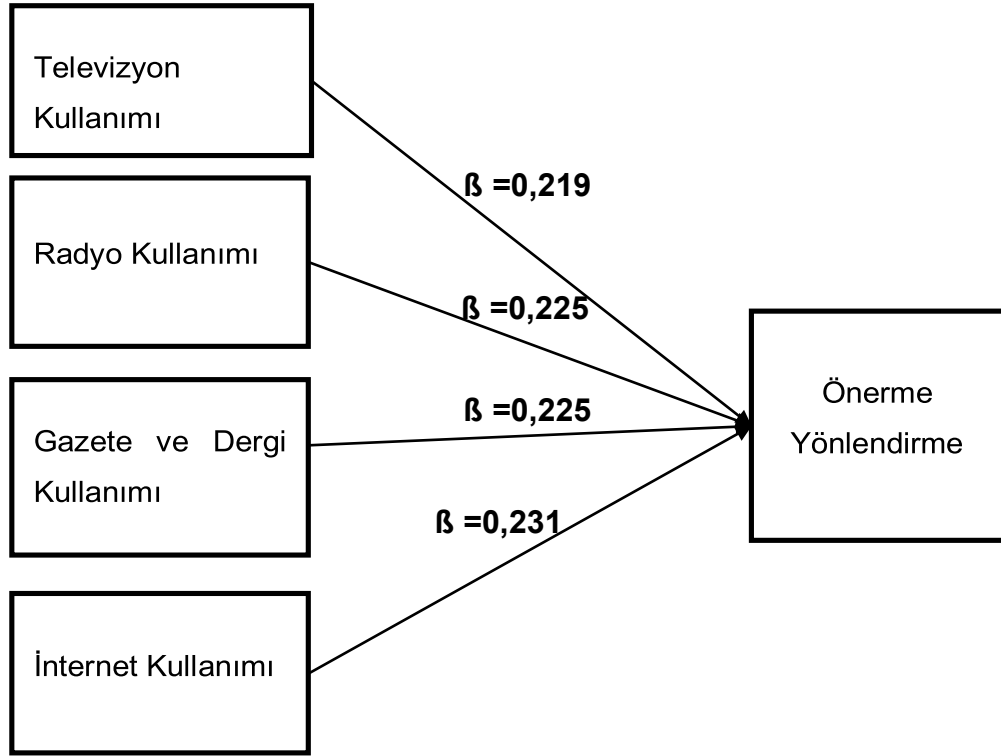 Televizyon
Kullanımı
ß =0,219
Radyo Kullanımı
ß =0,225
Gazete ve Dergi
Kullanımı
ß =0,225
Önerme
Yönlendirme
ß =0,231
İnternet Kullanımı